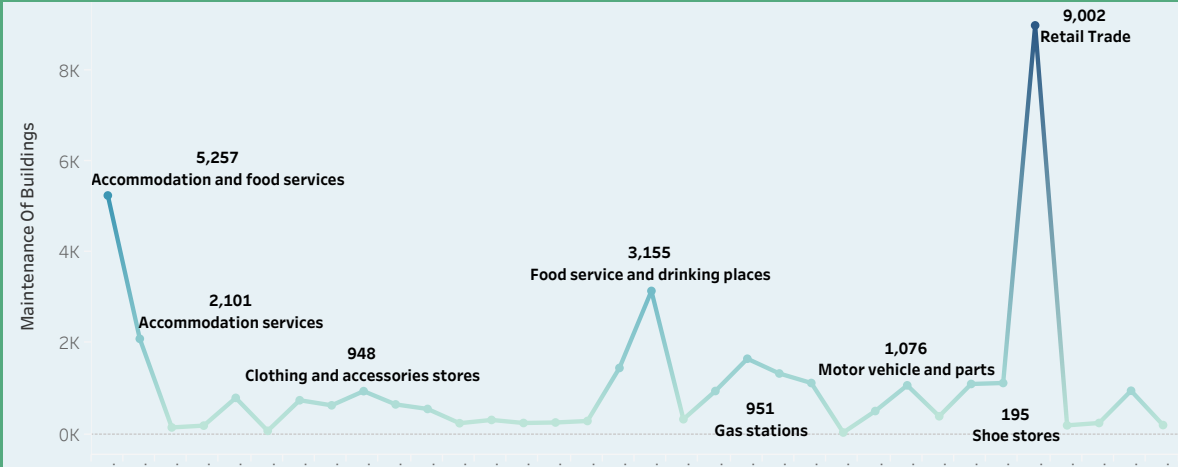 9,002
Retail Trade
8K
6K
5,257
Accommodation and food services
4K
3,155
Food service and drinking places
2,101
Accommodation services
2K
948
Clothing and accessories stores
1,076
Motor vehicle and parts
951
Gas stations
195
Shoe stores
0K
Maintenance Of Buildings